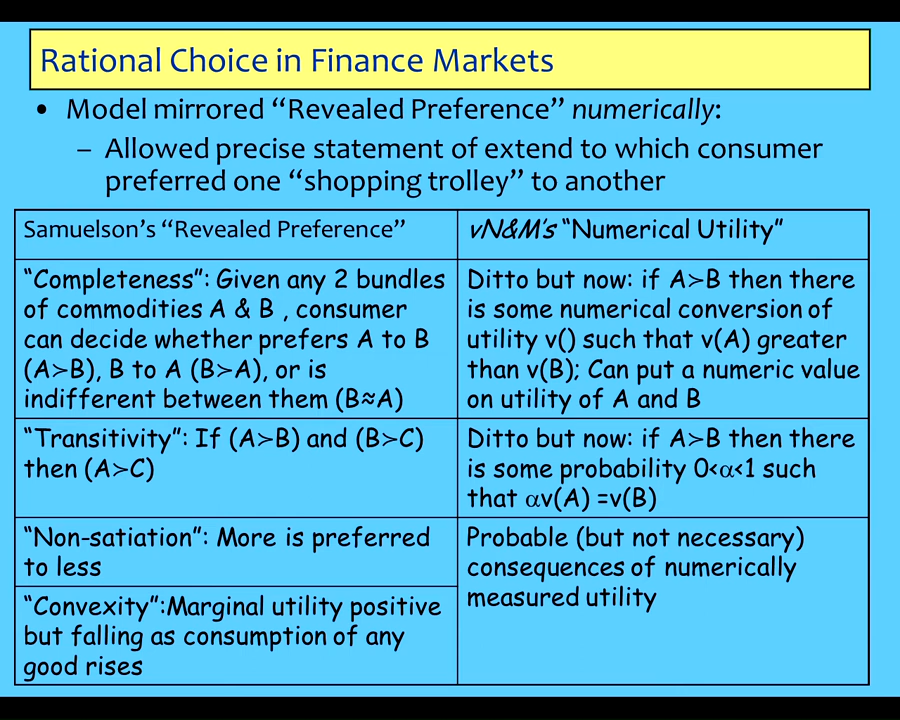 Rational Choice in Finance Markets
• Model mirrored “Revealed Preference” numerically:
– Allowed precise statement of extend to which consumer
preferred one “shopping trolley” to another
Samuelson’s “Revealed Preference”
vN&M’s “Numerical Utility”
“Completeness”: Given any 2 bundles
of commodities A & B , consumer
can decide whether prefers A to B
(A≻B), B to A (B≻A), or is
indifferent between them (B≈A)
Ditto but now: if A≻B then there
is some numerical conversion of
utility v() such that v(A) greater
than v(B); Can put a numeric value
on utility of A and B
“Transitivity”: If (A≻B) and (B≻C)
then (A≻C)
Ditto but now: if A≻B then there
is some probability 0<α<1 such
that αv(A) =v(B)
“Non-satiation”: More is preferred
to less
Probable (but not necessary)
consequences of numerically
measured utility
“Convexity”:Marginal utility positive
but falling as consumption of any
good rises